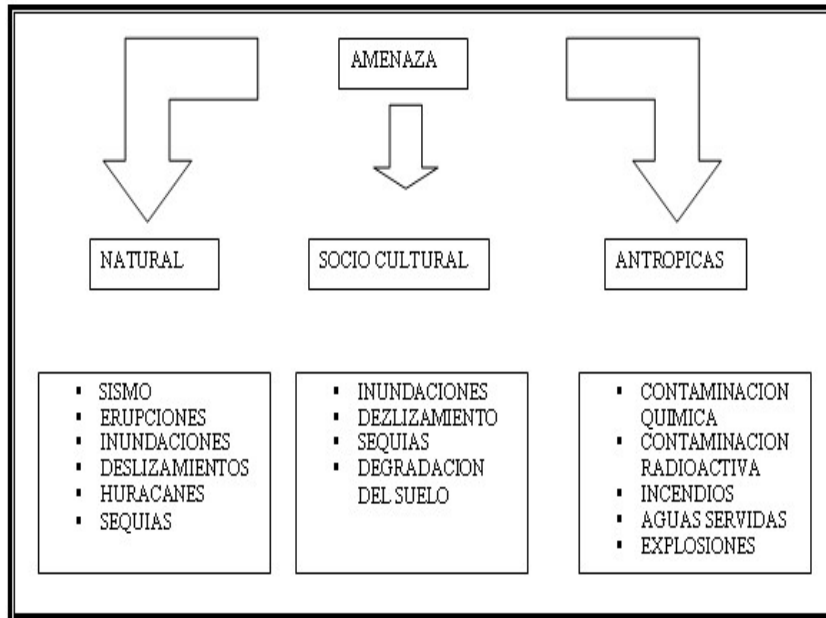 AMENAZA
NATURAL
SOCIO CULTURAL
ANTROPICAS
▪ SISMO
▪ ERUPCIONES
▪ INUNDACIONES
▪ DESLIZAMIENTOS
▪ HURACANES
▪ SEQUIAS
▪ INUNDACIONES
▪ DEZLIZAMIENTO
▪ SEQUIAS
▪ DEGRADACION
DEL SUELO
▪ CONTAMINACION
QUIMICA
▪ CONTAMINACION
RADIOACTIVA
▪ INCENDIOS
▪ AGUAS SERVIDAS
▪ EXPLOSIONES